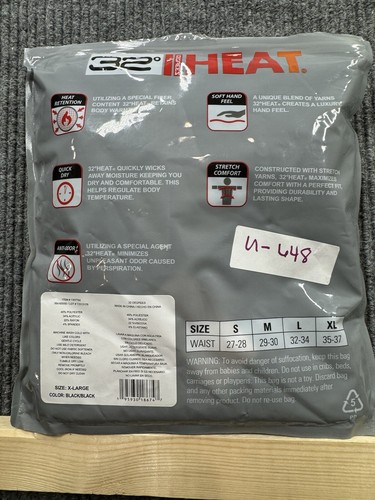 32° HEAT
HEAT
RETENTION
UTILIZING A SPECIAL FIBER
CONTENT 32°HEAT RETAINS
BODY WARMTH
SOFT HAND
FEEL
A UNIQUE BLEND OF YARNS
32°HEAT CREATES A LUXURIOUS
HAND FEEL.
QUICK
DRY
32°HEAT QUICKLY WICKS
AWAY MOISTURE KEEPING YOU
DRY AND COMFORTABLE. THIS
HELPS REGULATE BODY
TEMPERATURE.
STRETCH
COMFORT
CONSTRUCTED WITH STRETCH
YARNS, 32°HEAT MAXIMIZES
COMFORT WITH A PERFECT FIT,
PROVIDING DURABILITY AND
LASTING SHAPE.
ANTI-ODOR
UTILIZING A SPECIAL AGENT
32°HEAT MINIMIZES
UNPLEASANT ODOR CAUSED
BY PERSPIRATION.
U-648
SIZE S M L XL
WAIST 27-28 29-30 32-34 35-37
WARNING: To avoid danger of suffocation, keep this bag
away from babies and children. Do not use in cribs, beds,
carriages or playpens. This bag is not a toy. Discard bag
and any other packing materials immediately after
removing product. Do not re-use bag.
SIZE: X-LARGE
COLOR: BLACK/BLACK
5